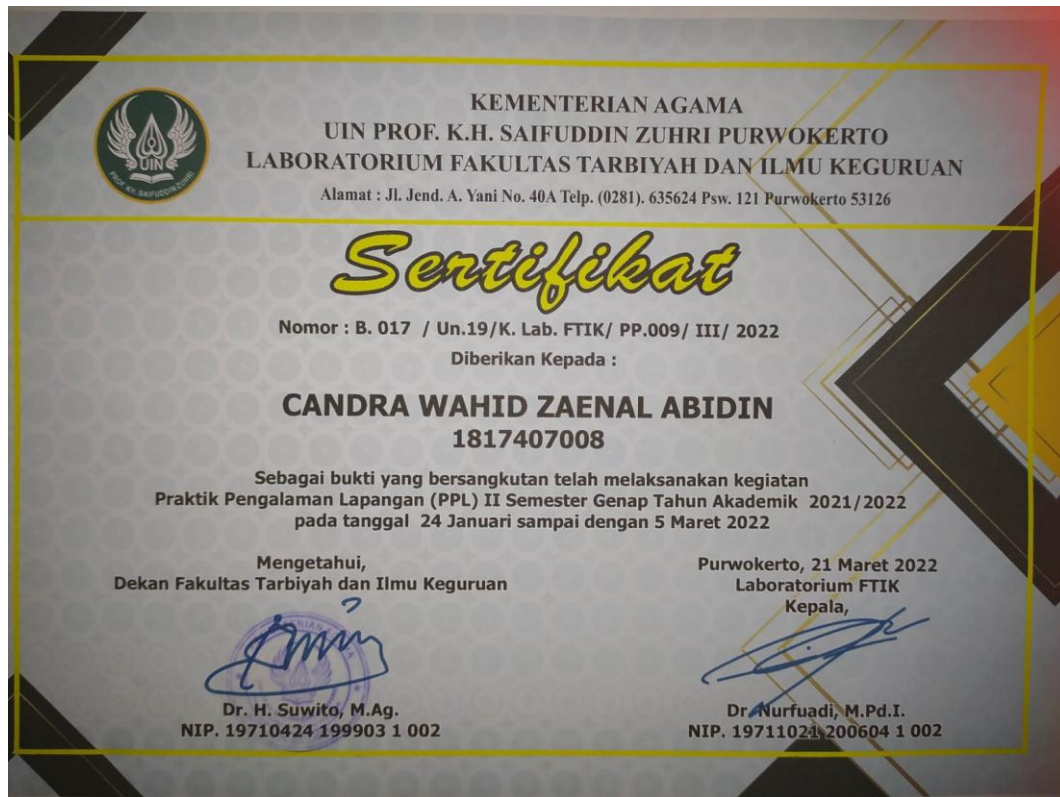 KEMENTERIAN AGAMA
UIN PROF. K.H. SAIFUDDIN ZUHRI PURWOKERTO
LABORATORIUM FAKULTAS TARBIYAH DAN ILMU KEGURUAN
Alamat : Jl. Jend. A. Yani No. 40A Telp. (0281). 635624 Psw. 121 Purwokerto 53126
UIN
PROF. K.H. SAIFUDDIN ZUHRI
Sertifikat
Nomor : B. 017 / Un.19/K. Lab. FTIK/ PP.009/ III/ 2022
Diberikan Kepada :
CANDRA WAHID ZAENAL ABIDIN
1817407008
Sebagai bukti yang bersangkutan telah melaksanakan kegiatan
Praktik Pengalaman Lapangan (PPL) II Semester Genap Tahun Akademik 2021/2022
pada tanggal 24 Januari sampai dengan 5 Maret 2022
Mengetahui,
Dekan Fakultas Tarbiyah dan Ilmu Keguruan
Dr. H. Suwito, M.Ag.
NIP. 19710424 199903 1 002
Purwokerto, 21 Maret 2022
Laboratorium FTIK
Kepala,
Dr. Nurfuadi, M.Pd.I.
NIP. 19711021 200604 1 002